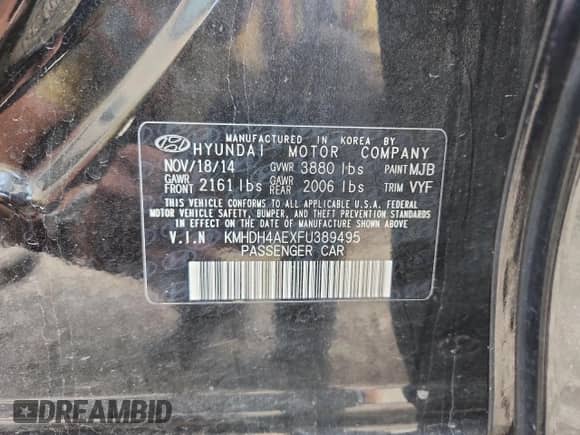 MANUFACTURED IN KOREA BY
HYUNDAI MOTOR COMPANY
NOV/18/14 GVWR 3880 lbs PAINT MJB
GAWR FRONT 2161 lbs GAWR REAR 2006 lbs TRIM VYF
THIS VEHICLE CONFORMS TO ALL APPLICABLE U.S.A. FEDERAL
MOTOR VEHICLE SAFETY, BUMPER, AND THEFT PREVENTION STANDARDS
IN EFFECT ON THE DATE OF MANUFACTURE SHOWN ABOVE.
V.I.N KMHDH4AEXFU389495
PASSENGER CAR
DREAMBID